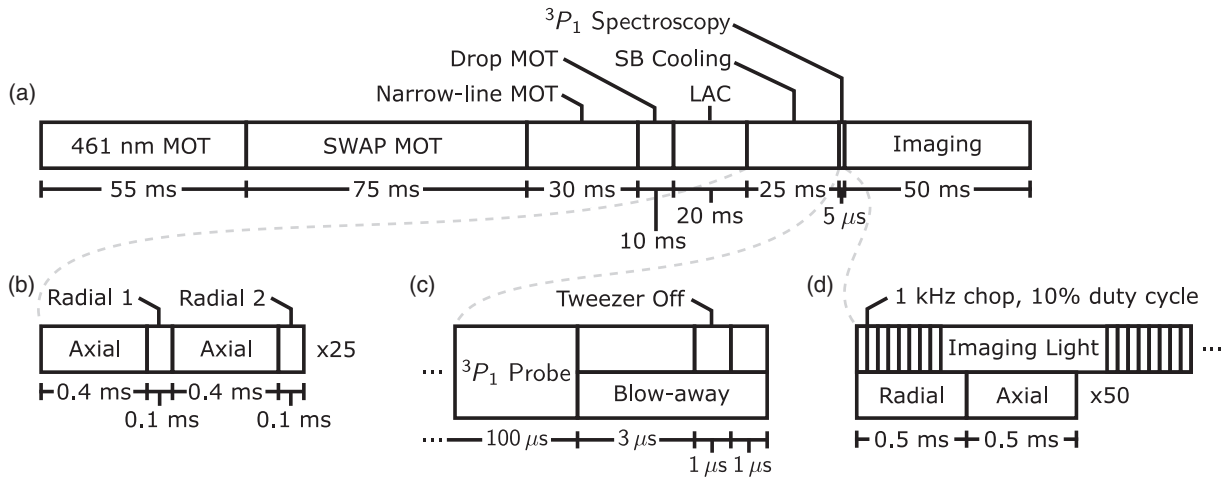 ³P₁ Spectroscopy
Drop MOT
SB Cooling
(a)
Narrow-line MOT
LAC
461 nm MOT
SWAP MOT
Imaging
55 ms
75 ms
30 ms
25 ms
50 ms
20 ms
5 μs
10 ms
(b)
Radial 1
Radial 2
Axial
Axial
x25
0.4 ms
0.4 ms
0.1 ms
0.1 ms
(c)
Tweezer Off
...
³P₁ Probe
Blow-away
...
100 μs
3 μs
1 μs
1 μs
(d)
1 kHz chop, 10% duty cycle
Imaging Light
...
Radial
Axial
x50
0.5 ms
0.5 ms